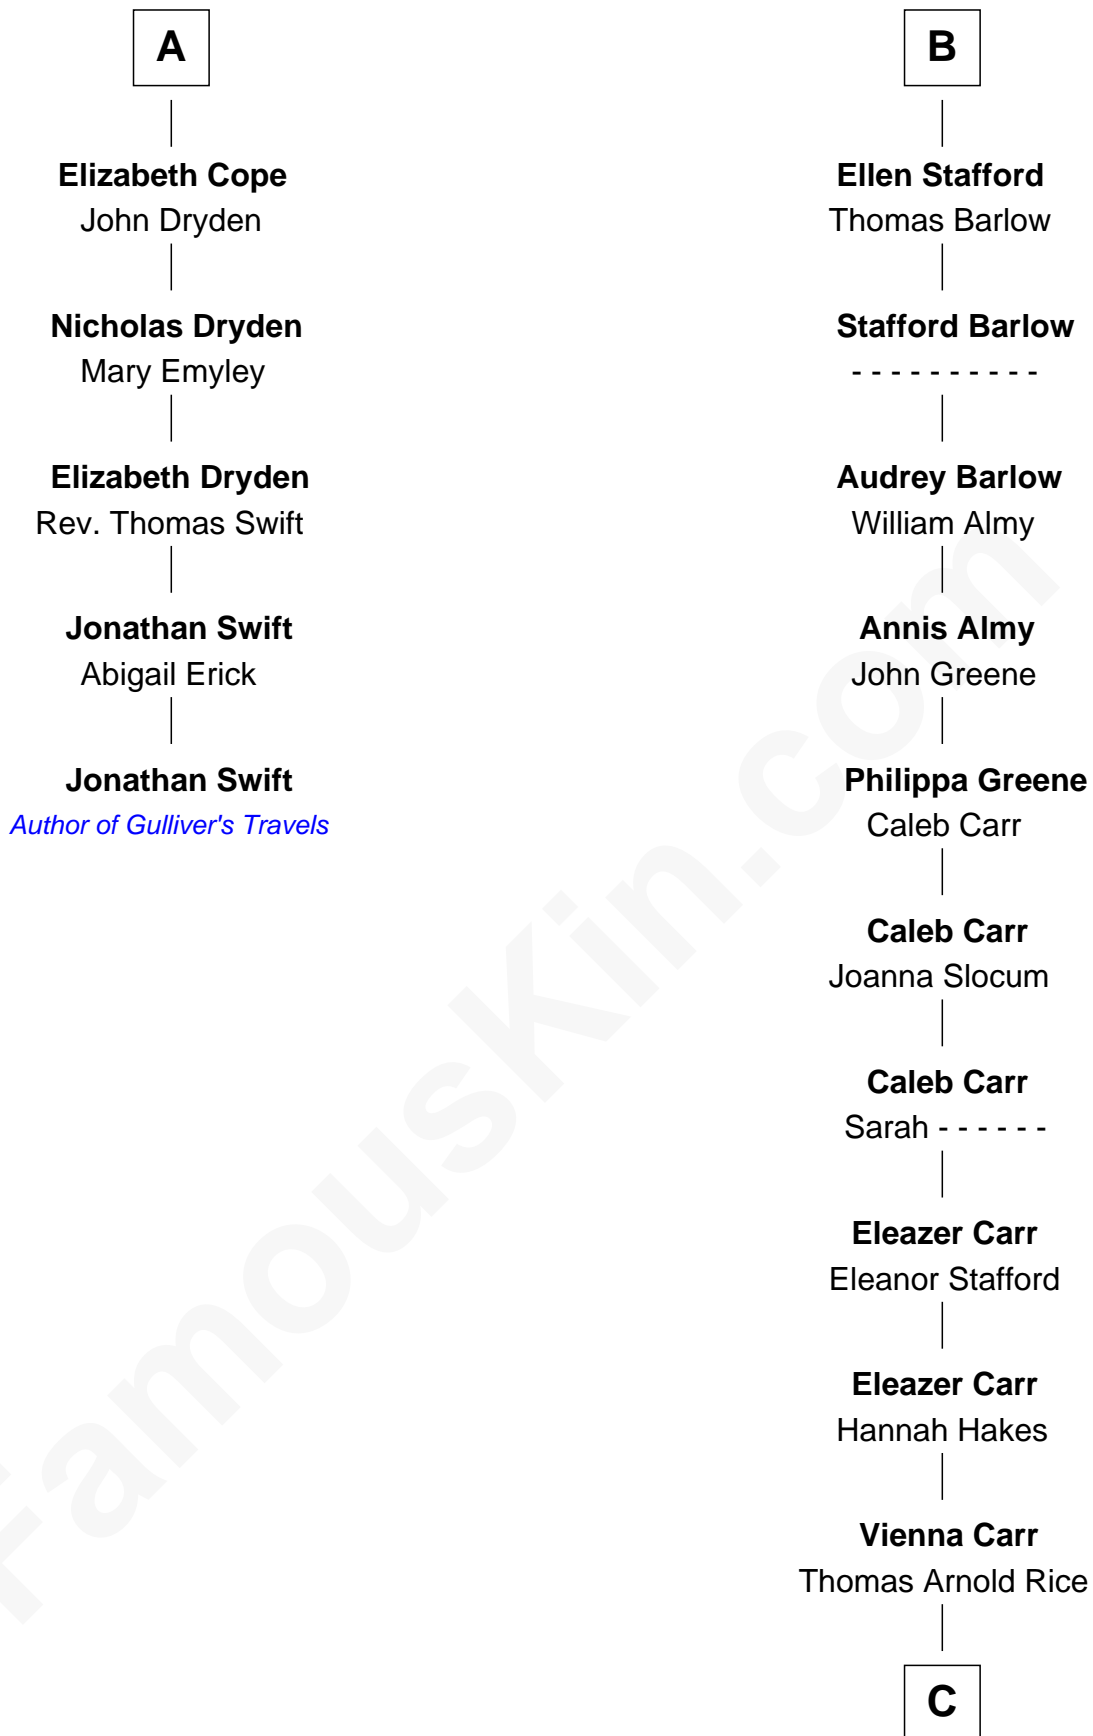 A
Elizabeth Cope
John Dryden
Nicholas Dryden
Mary Emyley
Elizabeth Dryden
Rev. Thomas Swift
Jonathan Swift
Abigail Erick
Jonathan Swift
Author of Gulliver's Travels
B
Ellen Stafford
Thomas Barlow
Stafford Barlow
- - - - - - - - - -
Audrey Barlow
William Almy
Annis Almy
John Greene
Philippa Greene
Caleb Carr
Caleb Carr
Joanna Slocum
Caleb Carr
Sarah - - - - - -
Eleazer Carr
Eleanor Stafford
Eleazer Carr
Hannah Hakes
Vienna Carr
Thomas Arnold Rice
C
FamousKin.com